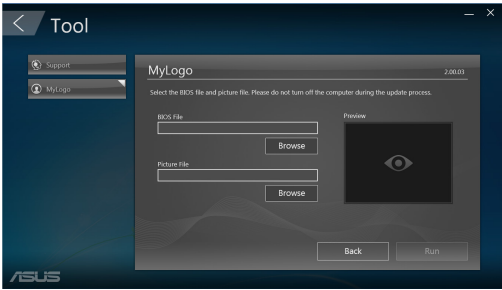 Tool
Support
MyLogo
MyLogo
2.00.03
Select the BIOS file and picture file. Please do not turn off the computer during the update process.
BIOS File
Browse
Preview
Picture File
Browse
Back
Run
ASUS